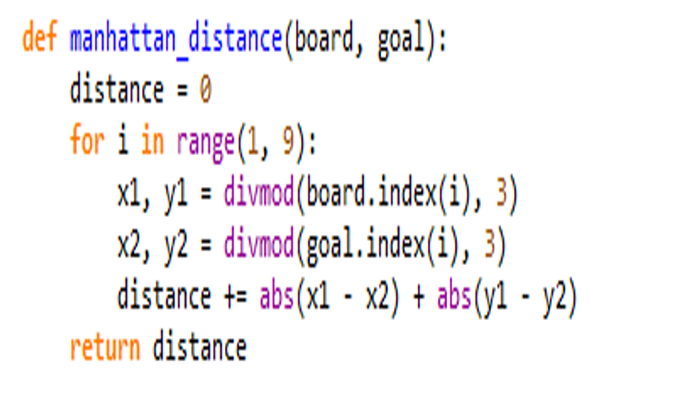 def manhattan_distance(board, goal):
    distance = 0
    for i in range(1, 9):
        x1, y1 = divmod(board.index(i), 3)
        x2, y2 = divmod(goal.index(i), 3)
        distance += abs(x1 - x2) + abs(y1 - y2)
    return distance